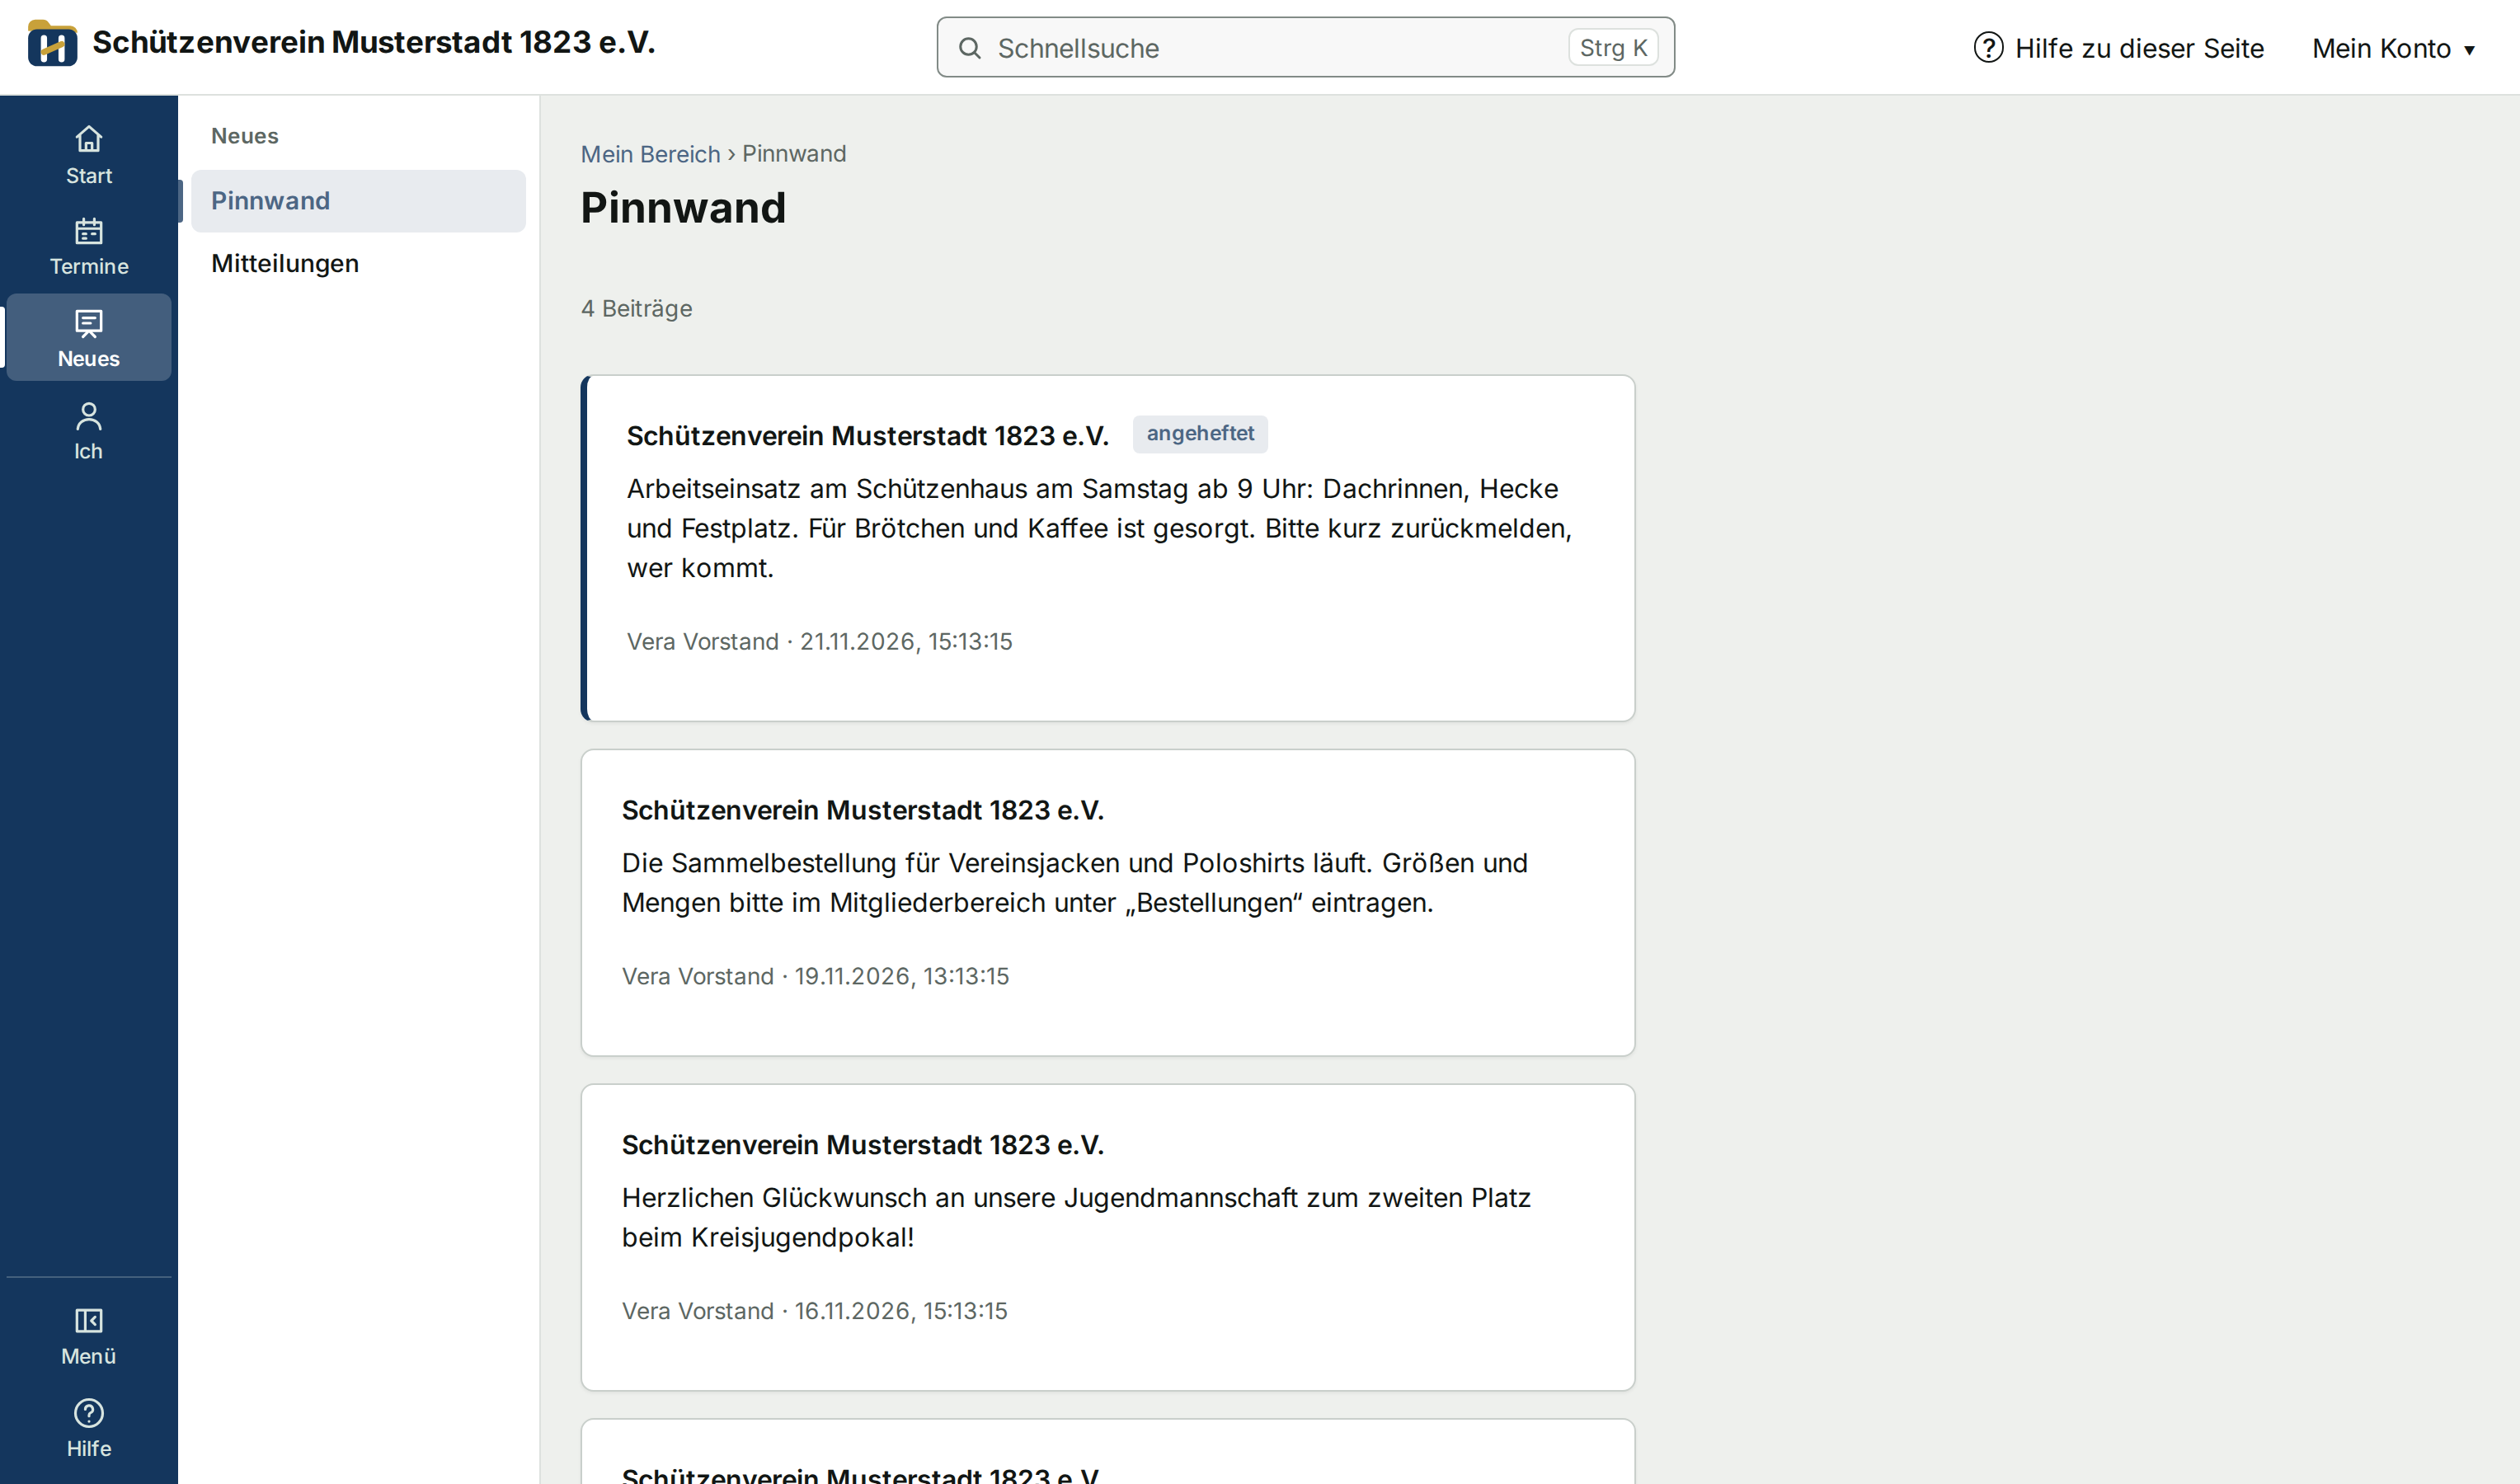 Schützenverein Musterstadt 1823 e.V.
Schnellsuche
Strg K
Hilfe zu dieser Seite
Mein Konto
Start
Termine
Neues
Ich
Menü
Hilfe
Neues
Pinnwand
Mitteilungen
Mein Bereich › Pinnwand
Pinnwand
4 Beiträge
Schützenverein Musterstadt 1823 e.V. angeheftet
Arbeitseinsatz am Schützenhaus am Samstag ab 9 Uhr: Dachrinnen, Hecke
und Festplatz. Für Brötchen und Kaffee ist gesorgt. Bitte kurz zurückmelden,
wer kommt.
Vera Vorstand · 21.11.2026, 15:13:15
Schützenverein Musterstadt 1823 e.V.
Die Sammelbestellung für Vereinsjacken und Poloshirts läuft. Größen und
Mengen bitte im Mitgliederbereich unter „Bestellungen“ eintragen.
Vera Vorstand · 19.11.2026, 13:13:15
Schützenverein Musterstadt 1823 e.V.
Herzlichen Glückwunsch an unsere Jugendmannschaft zum zweiten Platz
beim Kreisjugendpokal!
Vera Vorstand · 16.11.2026, 15:13:15
Schützenverein Musterstadt 1823 e.V.